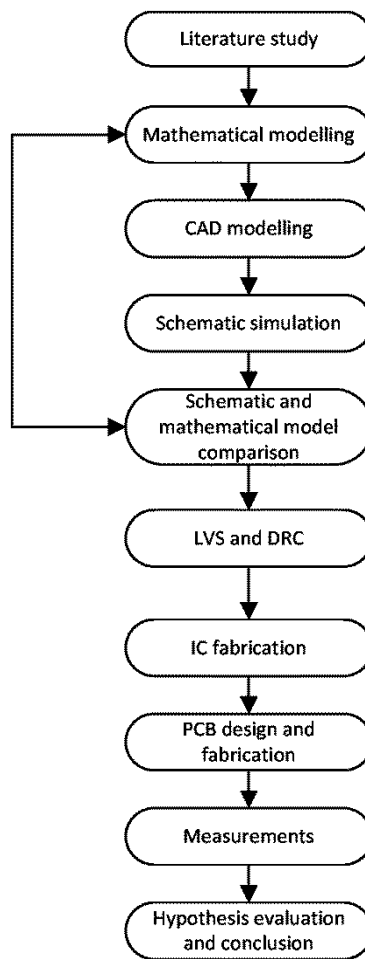 Literature study
Mathematical modelling
CAD modelling
Schematic simulation
Schematic and
mathematical model
comparison
LVS and DRC
IC fabrication
PCB design and
fabrication
Measurements
Hypothesis evaluation
and conclusion